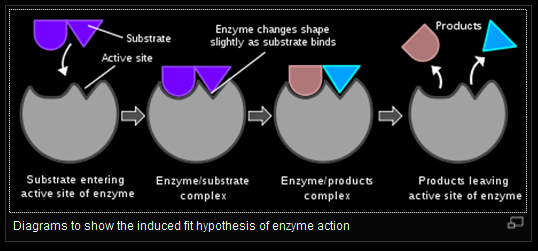 Substrate
Active site
Enzyme changes shape
slightly as substrate binds
Products
Substrate entering
active site of enzyme
Enzyme/substrate
complex
Enzyme/products
complex
Products leaving
active site of enzyme
Diagrams to show the induced fit hypothesis of enzyme action